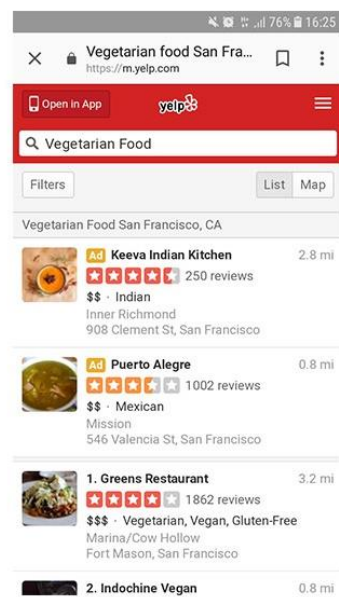 76% 16:25
Vegetarian food San Fra...
https://m.yelp.com
Open in App
yelp
Vegetarian Food
Filters
List Map
Vegetarian Food San Francisco, CA
Ad Keeva Indian Kitchen 2.8 mi
250 reviews
$$ · Indian
Inner Richmond
908 Clement St, San Francisco
Ad Puerto Alegre 0.8 mi
1002 reviews
$$ · Mexican
Mission
546 Valencia St, San Francisco
1. Greens Restaurant 3.2 mi
1862 reviews
$$$ · Vegetarian, Vegan, Gluten-Free
Marina/Cow Hollow
Fort Mason, San Francisco
2. Indochine Vegan 0.8 mi